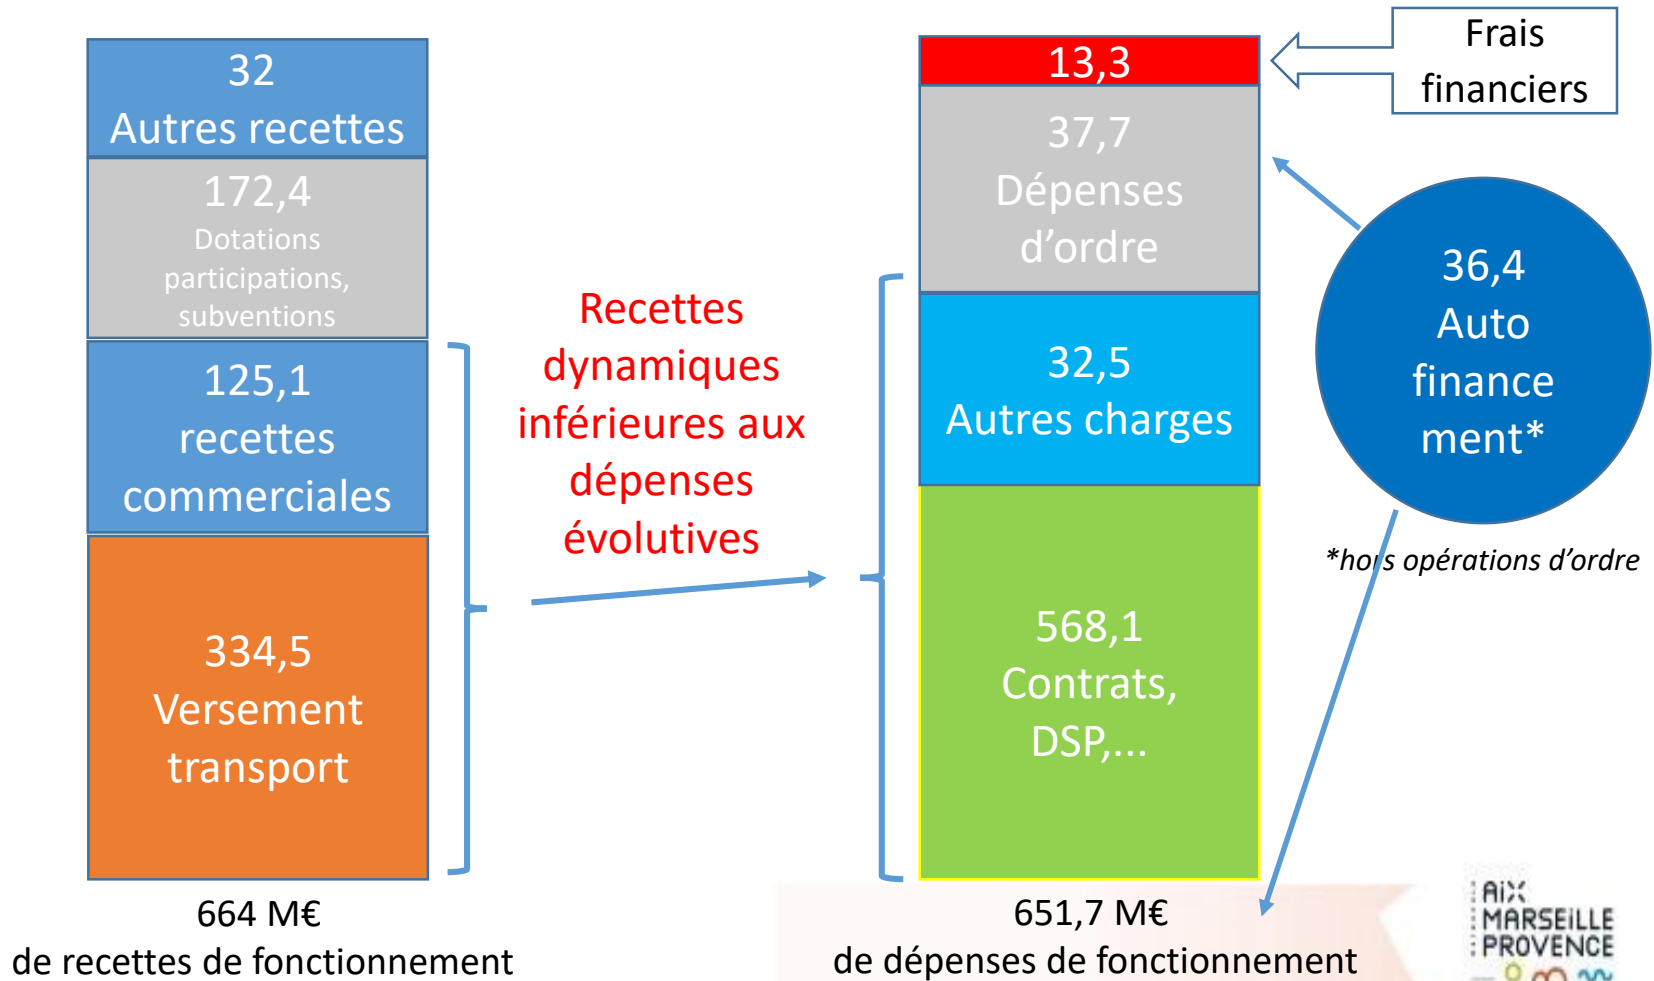 32
Autres recettes
172,4
Dotations
participations,
subventions
125,1
recettes
commerciales
334,5
Versement
transport
664 M€
de recettes de fonctionnement
Recettes
dynamiques
inférieures aux
dépenses
évolutives
13,3
37,7
Dépenses
d’ordre
32,5
Autres charges
568,1
Contrats,
DSP,...
651,7 M€
de dépenses de fonctionnement
Frais
financiers
36,4
Auto
finance
ment*
*hors opérations d’ordre
AIX
MARSEILLE
PROVENCE